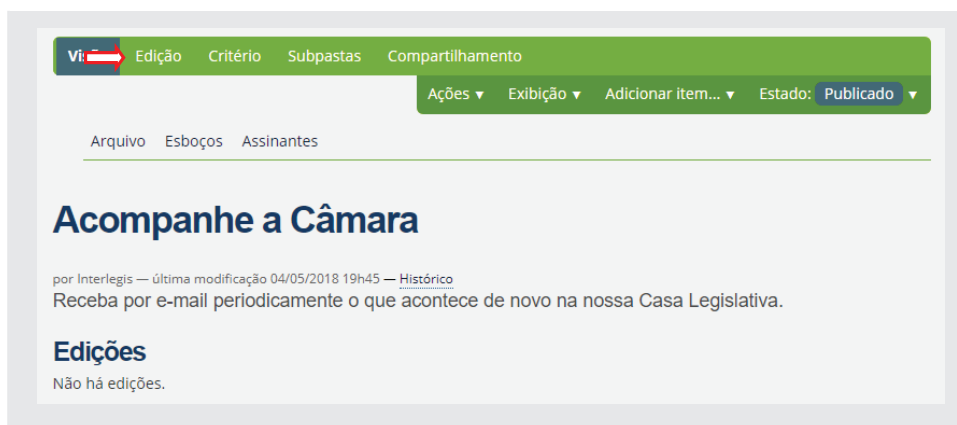 Edição Critério Subpastas Compartilhamento
Ações ▾ Exibição ▾ Adicionar item... ▾ Estado: Publicado ▾
Arquivo Esboços Assinantes
Acompanhe a Câmara
por Interlegis — última modificação 04/05/2018 19h45 — Histórico
Receba por e-mail periodicamente o que acontece de novo na nossa Casa Legislativa.
Edições
Não há edições.